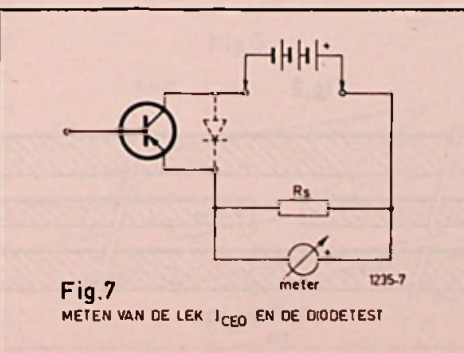 +
Rs
+
meter
1235-7
Fig.7
METEN VAN DE LEK ICEO EN DE DIODETEST